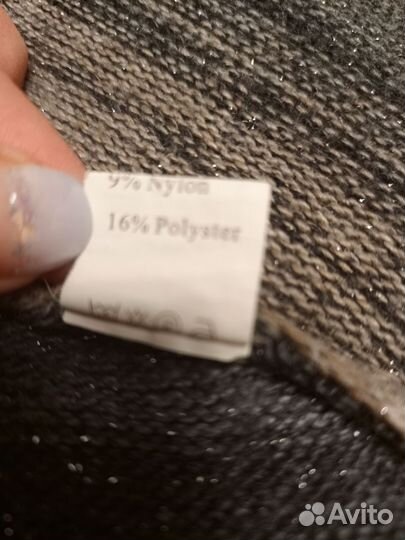 9% Nylon
16% Polyster
Avito